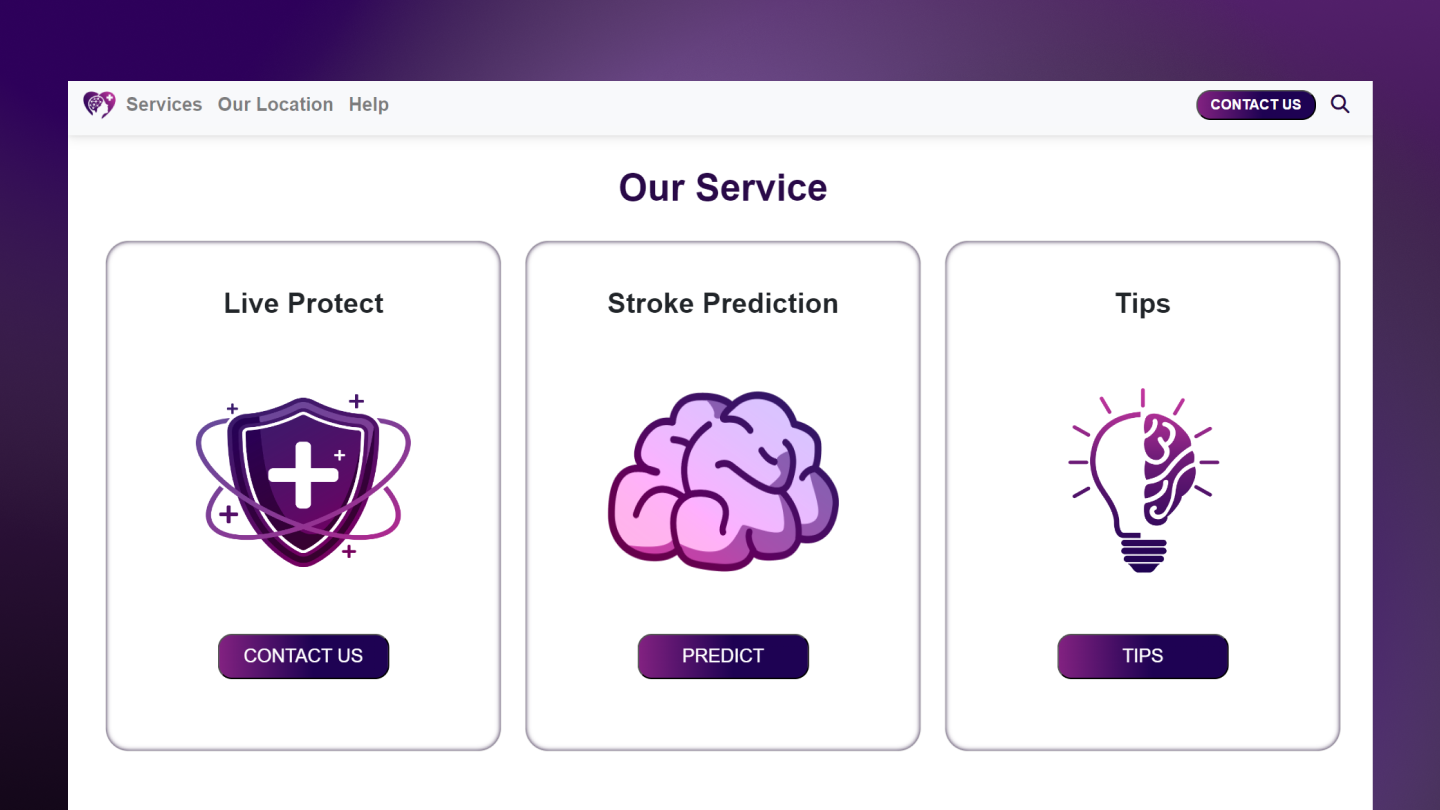 Services Our Location Help CONTACT US
Our Service
Live Protect
Stroke Prediction
Tips
CONTACT US
PREDICT
TIPS